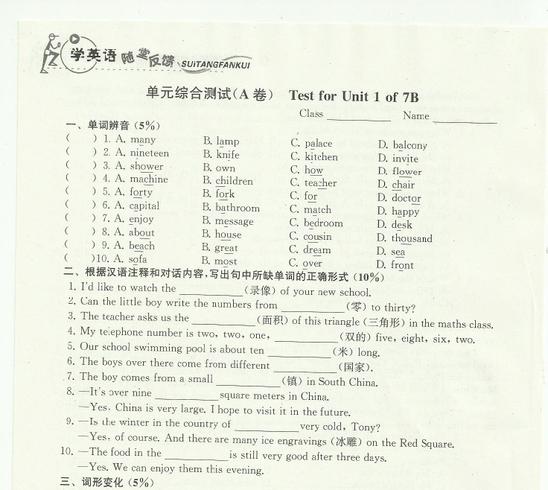 学英语 随堂反馈 SUITANGFANKUI
单元综合测试(A 卷) Test for Unit 1 of 7B
Class ________ Name ________
一、单词辨音(5%)
( ) 1. A. many B. lamp C. palace D. balcony
( ) 2. A. nineteen B. knife C. kitchen D. invite
( ) 3. A. shower B. own C. how D. flower
( ) 4. A. machine B. children C. teacher D. chair
( ) 5. A. forty B. fork C. for D. doctor
( ) 6. A. capital B. bathroom C. match D. happy
( ) 7. A. enjoy B. message C. bedroom D. desk
( ) 8. A. about B. house C. cousin D. thousand
( ) 9. A. beach B. great C. dream D. sea
( )10. A. sofa B. most C. over D. front
二、根据汉语注释和对话内容,写出句中所缺单词的正确形式(10%)
1. I'd like to watch the ________(录像) of your new school.
2. Can the little boy write the numbers from ________(零) to thirty?
3. The teacher asks us the ________(面积) of this triangle(三角形) in the maths class.
4. My telephone number is two, two, one, ________(双的) five, eight, six, two.
5. Our school swimming pool is about ten ________(米) long.
6. The boys over there come from different ________(国家).
7. The boy comes from a small ________(镇) in South China.
8. —It's over nine ________ square meters in China.
—Yes, China is very large. I hope to visit it in the future.
9. —Is the winter in the country of ________ very cold, Tony?
—Yes, of course. And there are many ice engravings(冰雕) on the Red Square.
10. —The food in the ________ is still very good after three days.
—Yes. We can enjoy them this evening.
三、词形变化(5%)